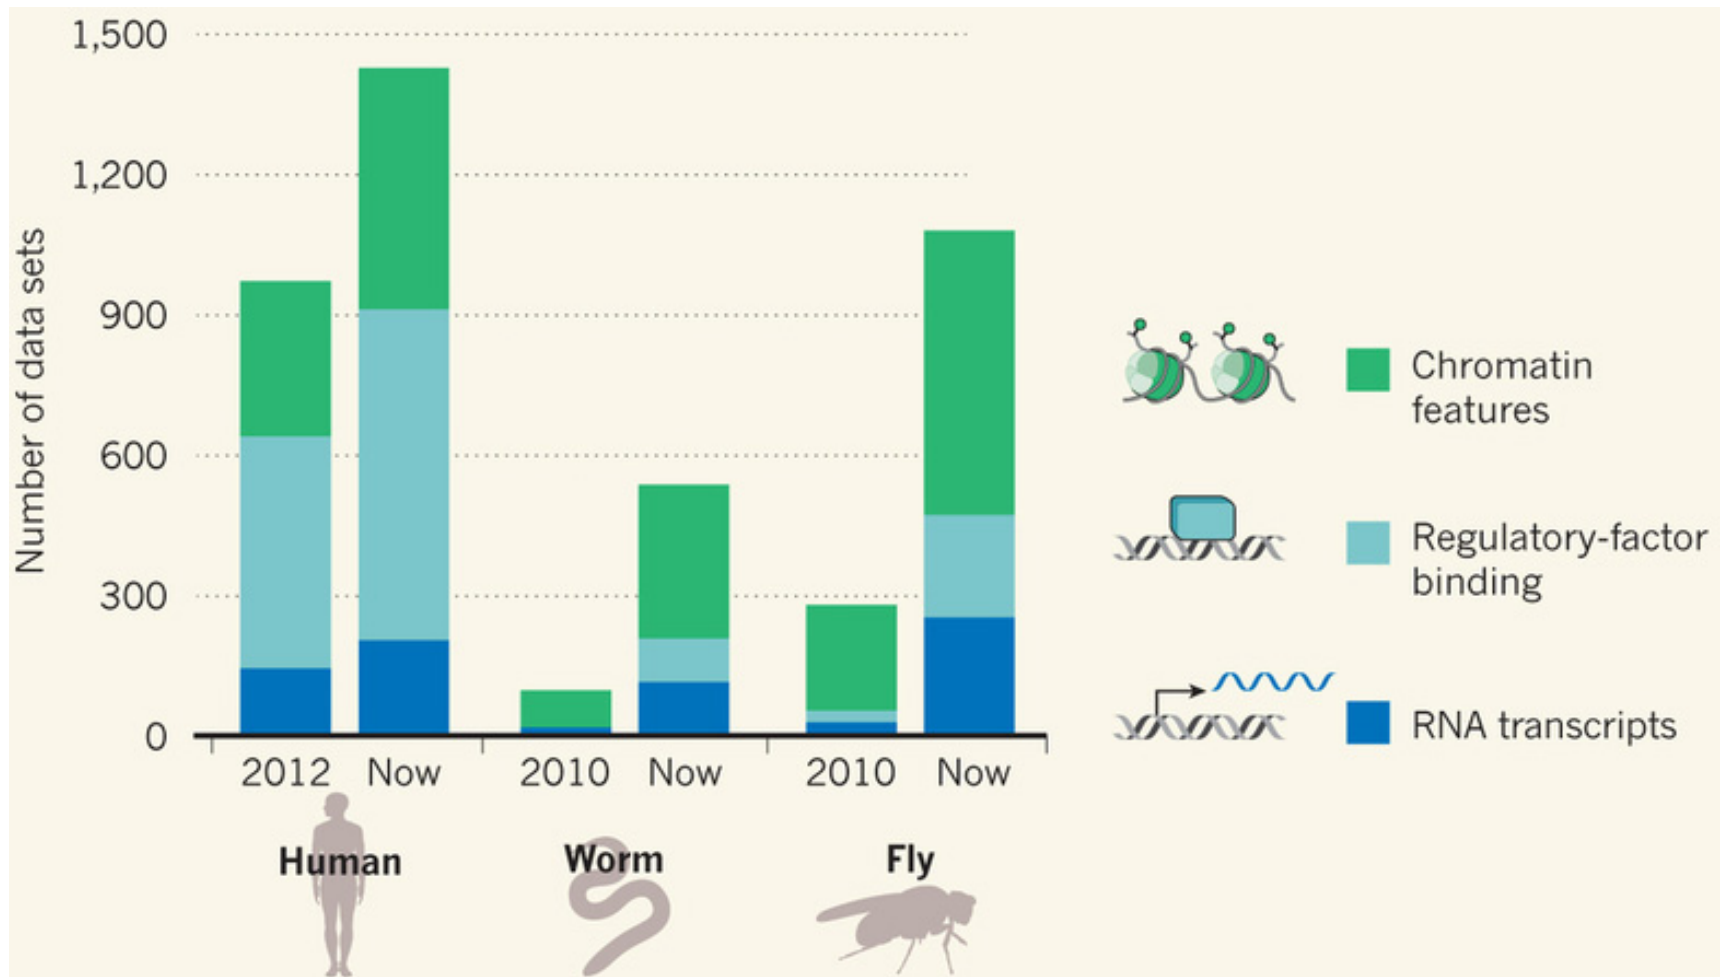 1,500
1,200
900
600
300
0
Number of data sets
2012 Now 2010 Now 2010 Now
Human Worm Fly
Chromatin
features
Regulatory-factor
binding
RNA transcripts